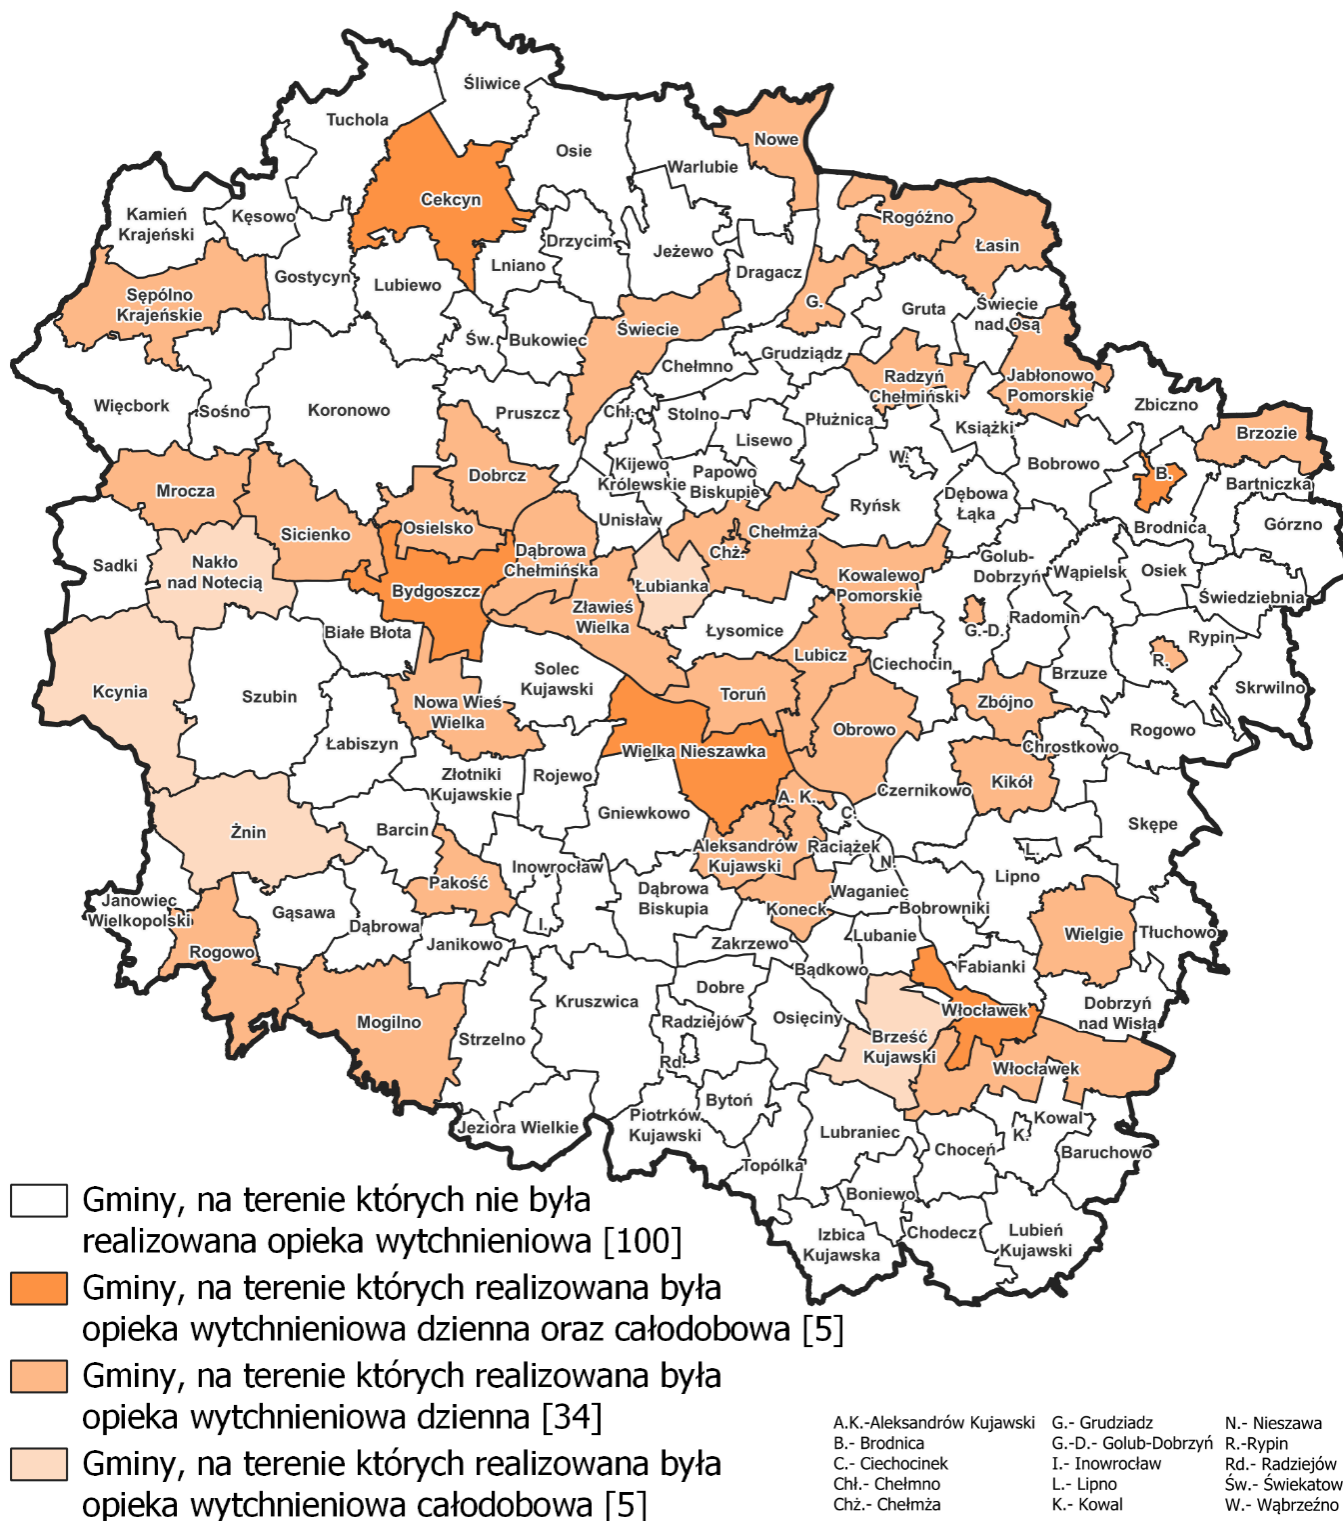 Śliwice
Tuchola
Nowe
Osie
Warlubie
Cekcyn
Kamień
Krajeński
Kęsowo
Rogóźno
Łasin
Drzycim
Jeżewo
Lniano
Dragacz
Gostycyn
Lubiewo
Sępólno
Krajeńskie
G.
Gruta
Świecie
nad Osą
Świecie
Św.
Bukowiec
Grudziądz
Chełmno
Radzyń
Chełmiński
Jabłonowo
Pomorskie
Więcbork
Sośno
Koronowo
Pruszcz
Chł.
Stolno
Płużnica
Zbiczno
Książki
Brzozie
Lisewo
W.
Bobrowo
B.
Kijewo
Królewskie
Papowo
Biskupie
Dobrcz
Mrocza
Bartniczka
Dębowa
Łąka
Ryńsk
Unisław
Brodnica
Górzno
Sicienko
Osielsko
Chełmża
Chż.
Dąbrowa
Chełmińska
Sadki
Nakło
nad Notecią
Golub-
Dobrzyń
Wąpielsk
Osiek
Kowalewo
Pomorskie
Łubianka
Bydgoszcz
Świedziebnia
Zławieś
Wielka
Radomin
Białe Błota
Łysomice
G.-D.
Rypin
Lubicz
R.
Ciechocin
Solec
Kujawski
Brzuze
Kcynia
Szubin
Toruń
Skrwilno
Nowa Wieś
Wielka
Zbójno
Obrowo
Rogowo
Łabiszyn
Wielka Nieszawka
Chrostkowo
Złotniki
Kujawskie
Rojewo
Kikół
Czernikowo
A. K.
C.
Gniewkowo
Skępe
Żnin
Barcin
Aleksandrów
Kujawski
Raciążek
L.
N.
Inowrocław
Lipno
Pakość
Dąbrowa
Biskupia
Waganiec
Janowiec
Wielkopolski
Gąsawa
Koneck
Bobrowniki
Dąbrowa
I.
Wielgie
Tłuchowo
Janikowo
Zakrzewo
Lubanie
Rogowo
Bądkowo
Fabianki
Dobre
Kruszwica
Dobrzyń
nad Wisłą
Włocławek
Mogilno
Radziejów
Osięciny
Strzelno
Brześć
Kujawski
Rd.
Włocławek
Bytoń
Piotrków
Kujawski
Kowal
Jeziora Wielkie
Lubraniec
K.
Choceń
Baruchowo
Topólka
Boniewo
Izbica
Kujawska
Chodecz
Lubień
Kujawski
Gminy, na terenie których nie była
realizowana opieka wytchnieniowa [100]
Gminy, na terenie których realizowana była
opieka wytchnieniowa dzienna oraz całodobowa [5]
Gminy, na terenie których realizowana była
opieka wytchnieniowa dzienna [34]
Gminy, na terenie których realizowana była
opieka wytchnieniowa całodobowa [5]
A.K.-Aleksandrów Kujawski
B.- Brodnica
C.- Ciechocinek
Chł.- Chełmno
Chż.- Chełmża
G.- Grudziadz
G.-D.- Golub-Dobrzyń
I.- Inowrocław
L.- Lipno
K.- Kowal
N.- Nieszawa
R.-Rypin
Rd.- Radziejów
Św.- Świekatow
W.- Wąbrzeźno